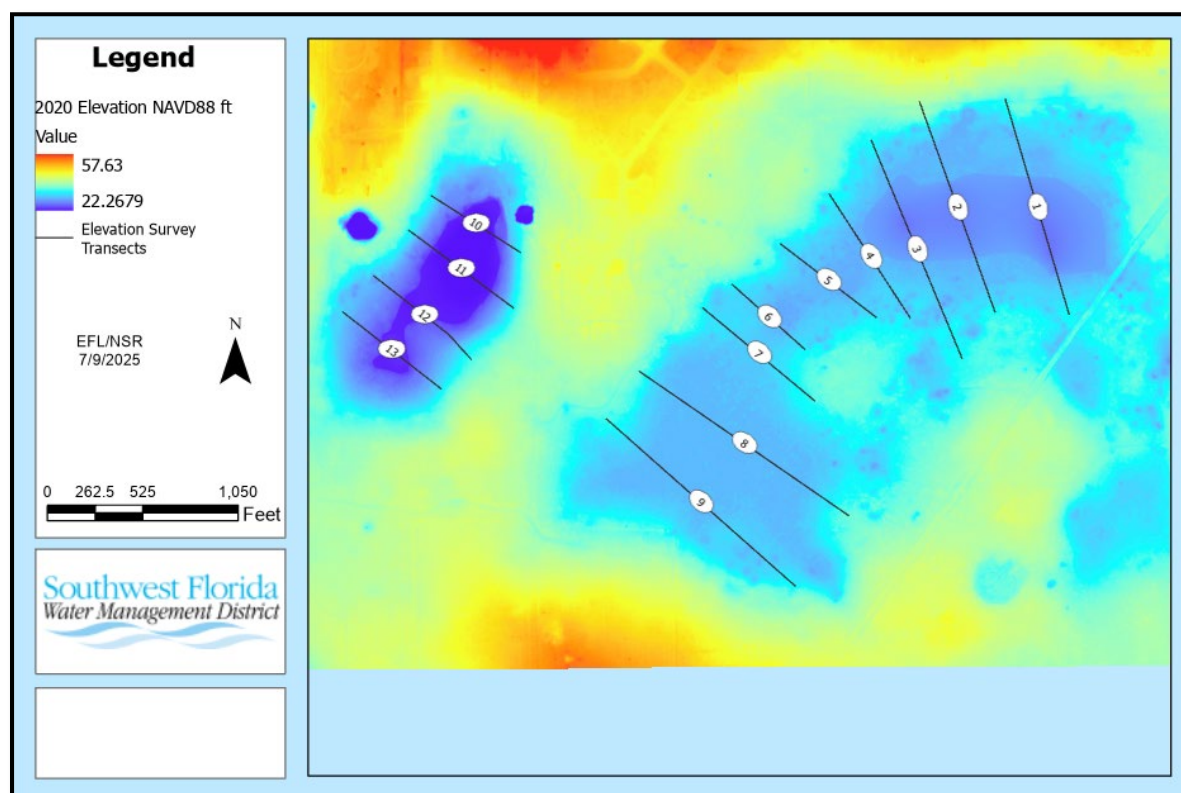 Legend
2020 Elevation NAVD88 ft
Value
57.63
22.2679
Elevation Survey
Transects
EFL/NSR
7/9/2025
N
0 262.5 525 1,050
Feet
Southwest Florida
Water Management District
1
2
3
4
5
6
7
8
9
10
11
12
13